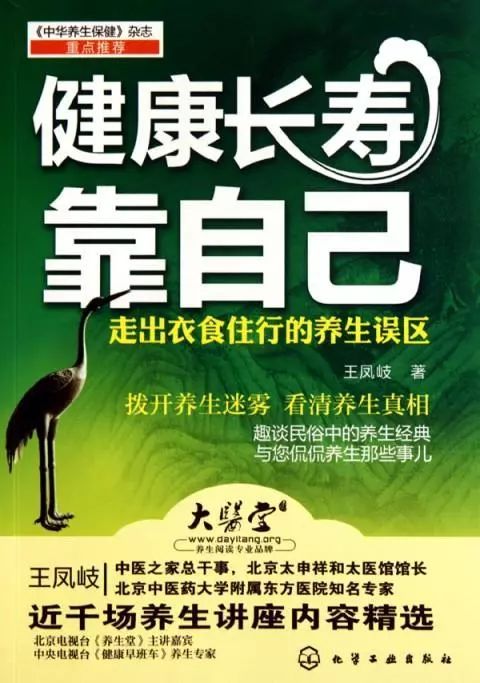 《中华养生保健》杂志
重点推荐
健康长寿
靠自己
走出衣食住行的养生误区
王凤岐 著
拨开养生迷雾 看清养生真相
趣谈民俗中的养生经典
与您侃侃养生那些事儿
大醫堂
www.dayitang.org
养生阅读专业品牌
王凤岐
中医之家总干事,北京太申祥和太医馆馆长
北京中医药大学附属东方医院知名专家
近千场养生讲座内容精选
北京电视台《养生堂》主讲嘉宾
中央电视台《健康早班车》养生专家
化学工业出版社